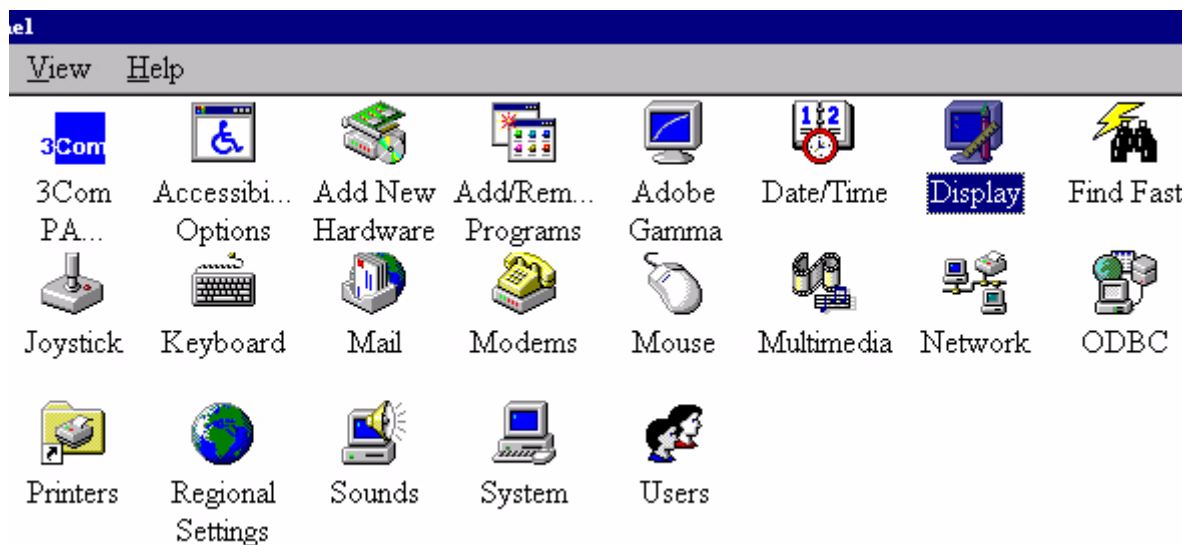 el
View Help
3Com
3Com Accessibi... Add New Add/Rem... Adobe Date/Time Display Find Fast
PA... Options Hardware Programs Gamma
Joystick Keyboard Mail Modems Mouse Multimedia Network ODBC
Printers Regional Sounds System Users
Settings